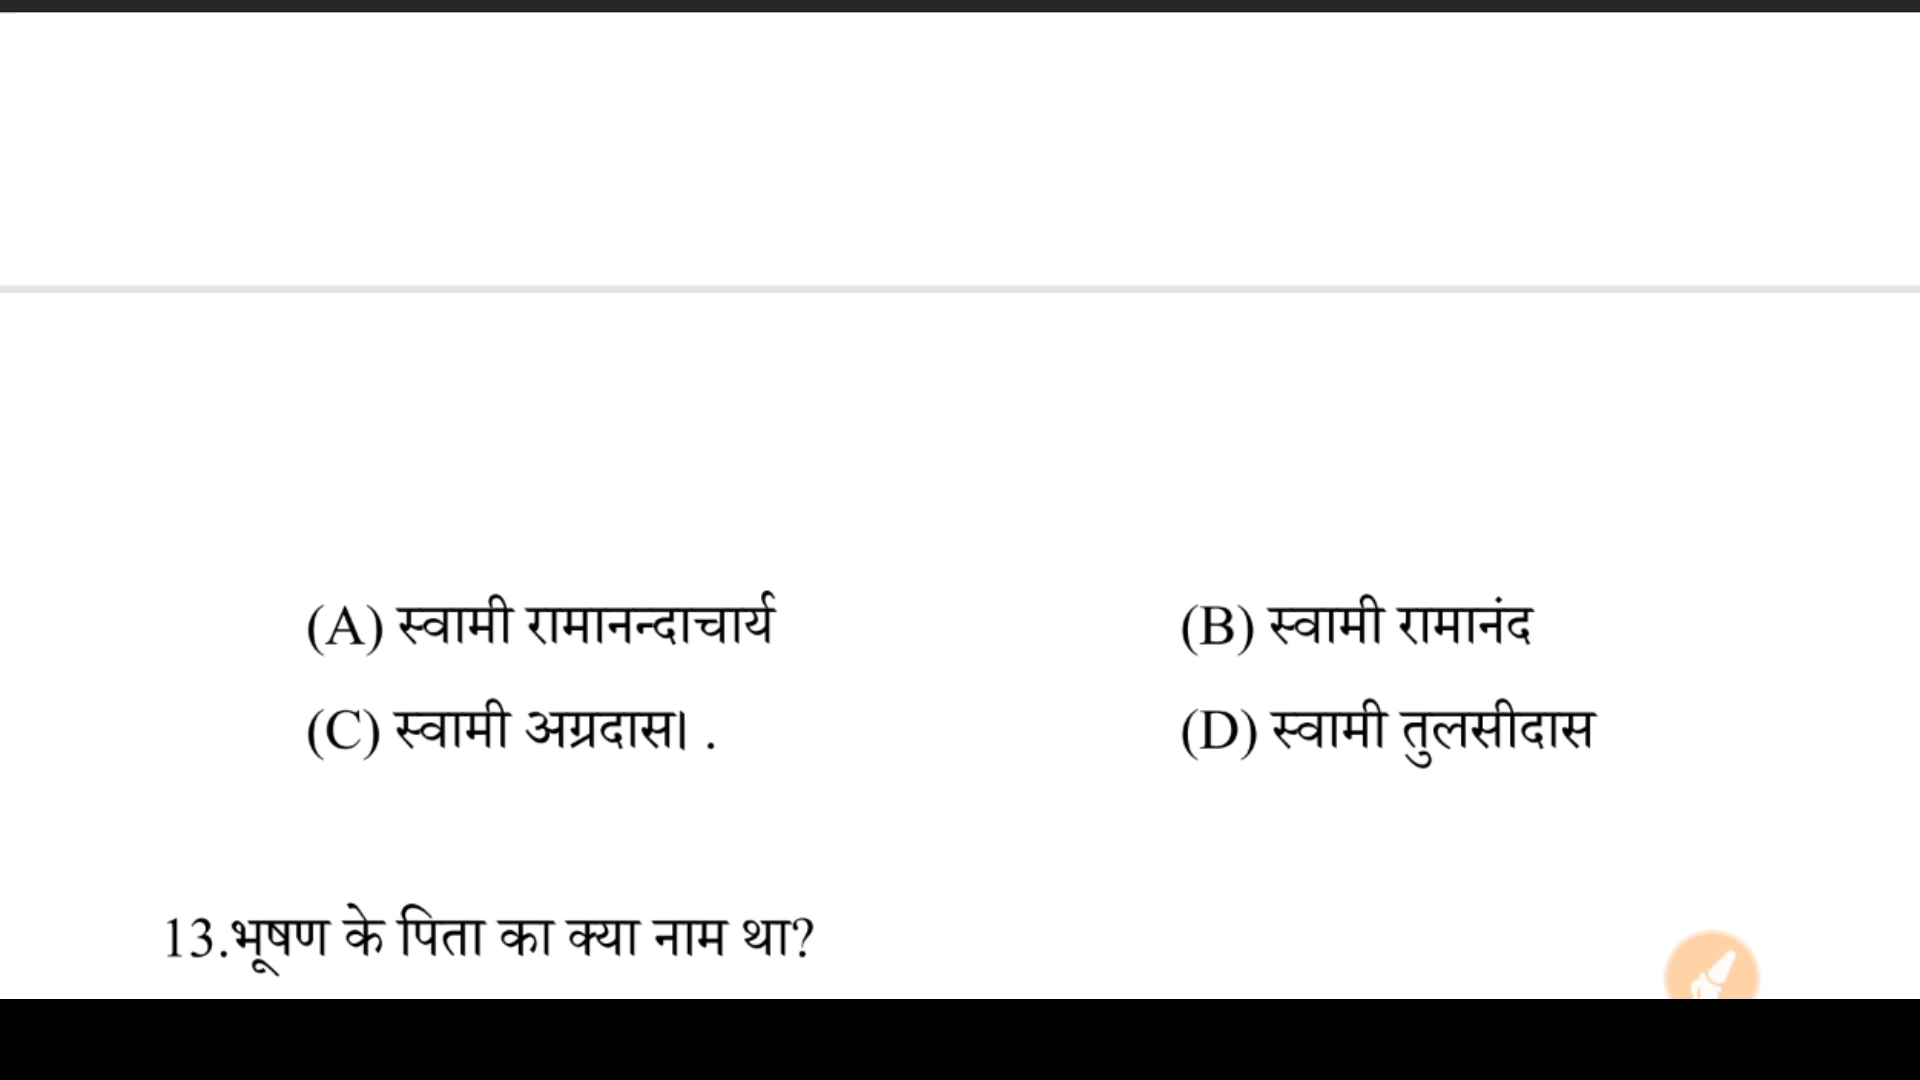 (A) स्वामी रामानन्दाचार्य (B) स्वामी रामानंद
(C) स्वामी अग्रदास। . (D) स्वामी तुलसीदास
13.भूषण के पिता का क्या नाम था?